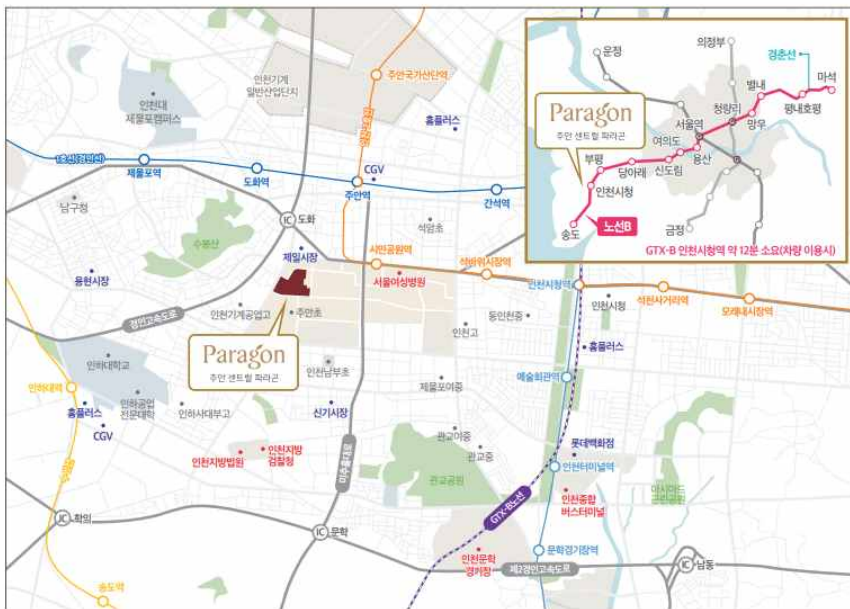 인천기계
일반산업단지
주안국가산단역
인천대
제물포캠퍼스
홈플러스
1호선(경인선)
제물포역
도화역
CGV
주안역
간석역
남구청
IC
도화
석암초
수봉산
제일시장
시민공원역
석바위시장역
서울여성병원
용현시장
인천시청역
인천시청
석천사거리역
모래내시장역
경인고속도로
인천기계공업고
주안초
인천고
동인천중
Paragon
주안 센트럴 파라곤
홈플러스
인하대학교
인천남부초
예술회관역
인하대역
홈플러스
인하공업
전문대학
인하사대부고
신기시장
제물포여중
CGV
관교여중
롯데백화점
인천지방법원
인천지방
검찰청
관교중
인천터미널역
수인선
미추홀대로
관교공원
인천종합
버스터미널
아시아드
GTX-B노선
JC
학익
IC
문학
인천문학
경기장
문학경기장역
제2경인고속도로
IC
남동
송도역
운정
의정부
경춘선
별내
마석
청량리
평내호평
망우
서울역
Paragon
주안 센트럴 파라곤
여의도
부평
용산
당아래
신도림
인천시청
송도
노선B
금정
GTX-B 인천시청역 약 12분 소요(차량 이용시)